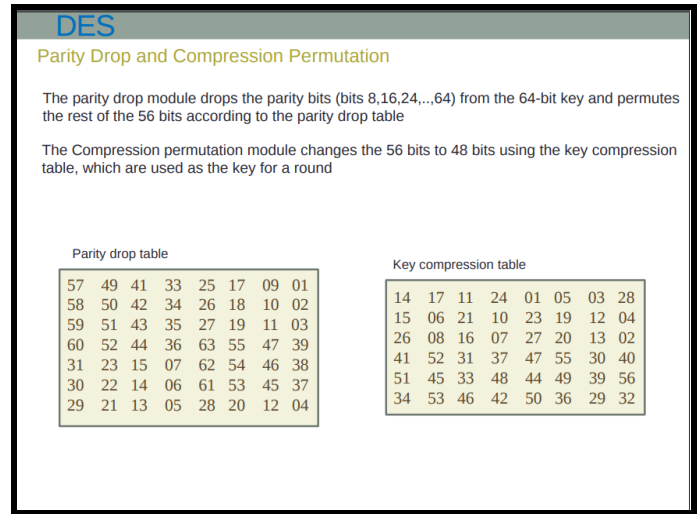 DES
Parity Drop and Compression Permutation
The parity drop module drops the parity bits (bits 8,16,24,..,64) from the 64-bit key and permutes
the rest of the 56 bits according to the parity drop table
The Compression permutation module changes the 56 bits to 48 bits using the key compression
table, which are used as the key for a round
Parity drop table
57 49 41 33 25 17 09 01
58 50 42 34 26 18 10 02
59 51 43 35 27 19 11 03
60 52 44 36 63 55 47 39
31 23 15 07 62 54 46 38
30 22 14 06 61 53 45 37
29 21 13 05 28 20 12 04
Key compression table
14 17 11 24 01 05 03 28
15 06 21 10 23 19 12 04
26 08 16 07 27 20 13 02
41 52 31 37 47 55 30 40
51 45 33 48 44 49 39 56
34 53 46 42 50 36 29 32